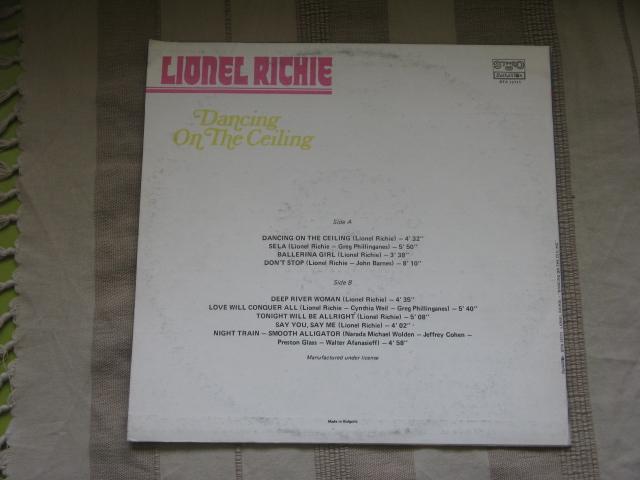 LIONEL RICHIE
STEREO
Dancing
On The Ceiling
Side A
DANCING ON THE CEILING (Lionel Richie) – 4' 32''
SELA (Lionel Richie – Greg Phillinganes) – 5' 50''
BALLERINA GIRL (Lionel Richie) – 3' 38''
DON'T STOP (Lionel Richie – John Barnes) – 8' 10''
Side B
DEEP RIVER WOMAN (Lionel Richie) – 4' 35''
LOVE WILL CONQUER ALL (Lionel Richie – Cynthia Weil – Greg Phillinganes) – 5' 40''
TONIGHT WILL BE ALLRIGHT (Lionel Richie) – 5' 08''
SAY YOU, SAY ME (Lionel Richie) – 4' 02''
NIGHT TRAIN – SMOOTH ALLIGATOR (Narada Michael Wolden – Jeffrey Cohen –
Preston Glass – Walter Afanasieff) – 4' 58''
Manufactured under license
Made in Bulgaria